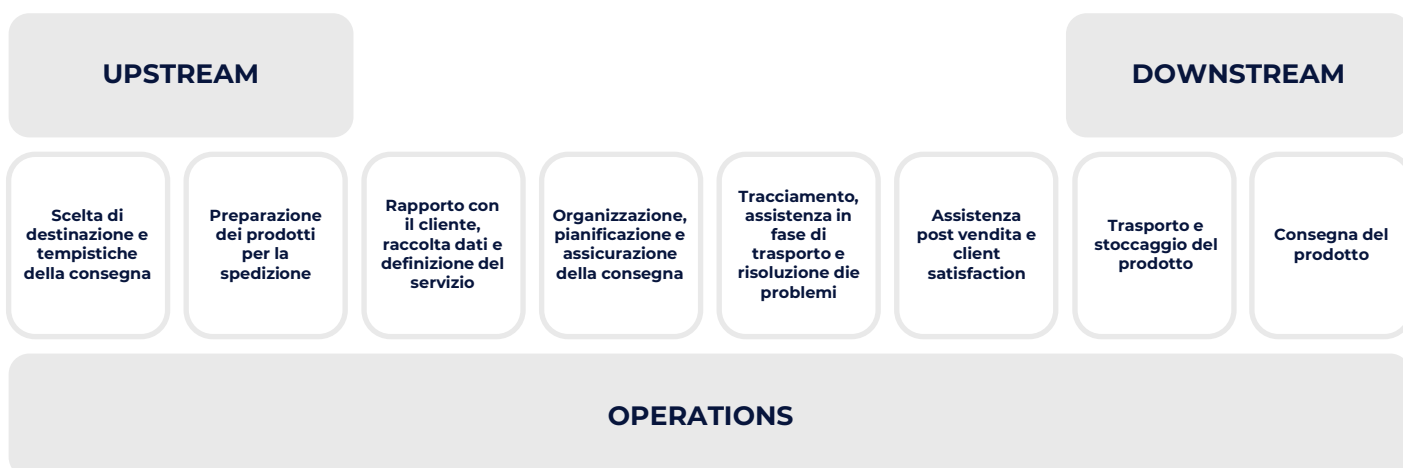 UPSTREAM
DOWNSTREAM
Scelta di
destinazione e
tempistiche
della consegna
Preparazione
dei prodotti
per la
spedizione
Rapporto con
il cliente,
raccolta dati e
definizione del
servizio
Organizzazione,
pianificazione e
assicurazione
della consegna
Tracciamento,
assistenza in
fase di
trasporto e
risoluzione die
problemi
Assistenza
post vendita e
client
satisfaction
Trasporto e
stoccaggio del
prodotto
Consegna del
prodotto
OPERATIONS